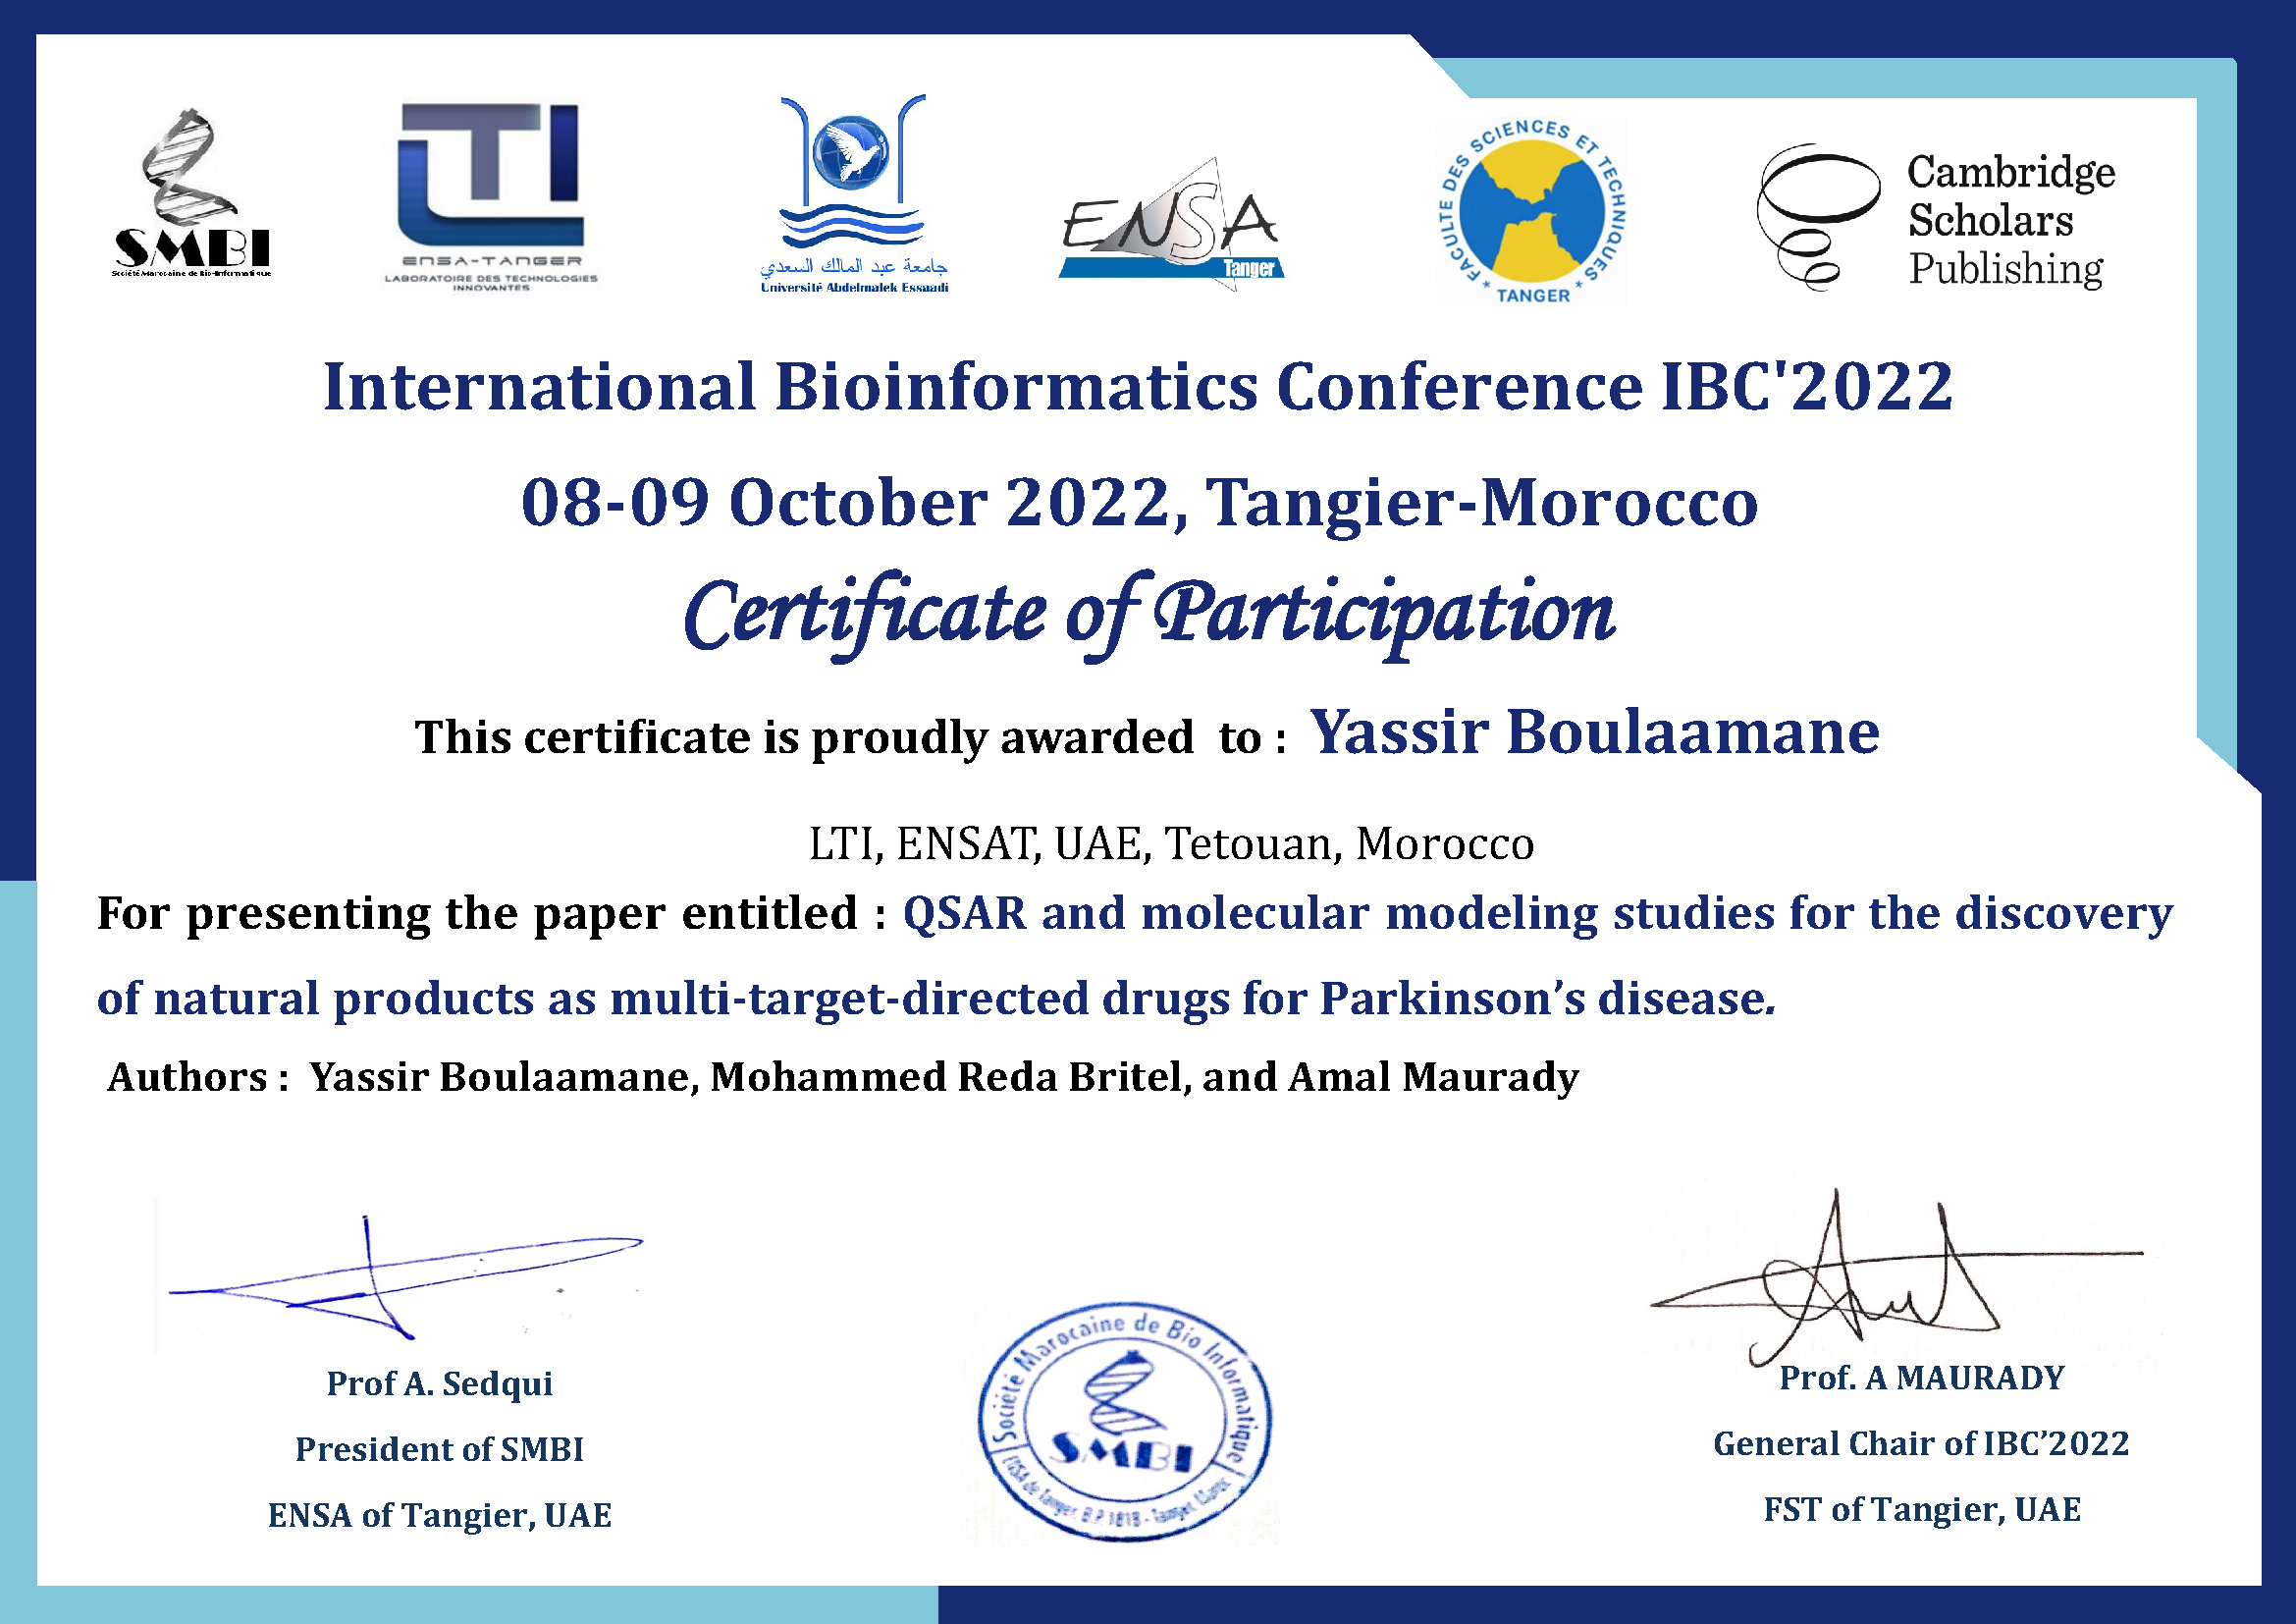 SMBI
Société Marocaine de Bio-Informatique
LTI
ENSA-TANGER
LABORATOIRE DES TECHNOLOGIES
INNOVANTES
جامعة عبد المالك السعدي
Université Abdelmalek Essaadi
ENSA
Tanger
FACULTE DES SCIENCES ET TECHNIQUES
* TANGER *
Cambridge
Scholars
Publishing
International Bioinformatics Conference IBC'2022
08-09 October 2022, Tangier-Morocco
Certificate of Participation
This certificate is proudly awarded to : Yassir Boulaamane
LTI, ENSAT, UAE, Tetouan, Morocco
For presenting the paper entitled : QSAR and molecular modeling studies for the discovery
of natural products as multi-target-directed drugs for Parkinson’s disease.
Authors : Yassir Boulaamane, Mohammed Reda Britel, and Amal Maurady
Prof A. Sedqui
President of SMBI
ENSA of Tangier, UAE
Société Marocaine de Bio Informatique
SMBI
ENSA de Tanger B.P 1818 - Tanger Maroc
Prof. A MAURADY
General Chair of IBC’2022
FST of Tangier, UAE